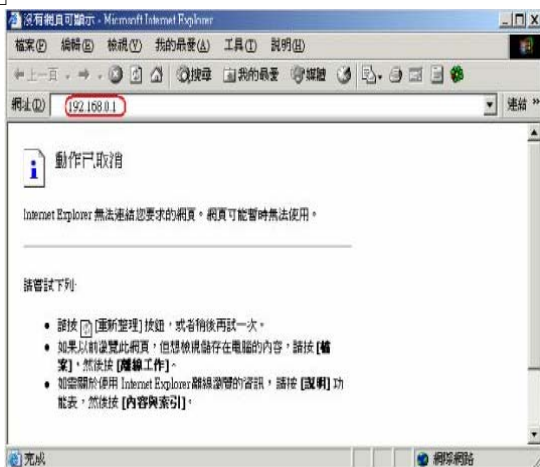 沒有網頁可顯示 - Microsoft Internet Explorer
檔案(F) 編輯(E) 檢視(V) 我的最愛(A) 工具(T) 說明(H)
上一頁 搜尋 我的最愛 媒體
網址(D) 192.168.0.1 連結 »
動作已取消
Internet Explorer 無法連結您要求的網頁。網頁可能暫時無法使用。
請嘗試下列:
請按 [重新整理] 按鈕，或者稍後再試一次。
如果以前瀏覽此網頁，但想檢視儲存在電腦的內容，請按 [檔
案]，然後按 [離線工作]。
如需關於使用 Internet Explorer 離線瀏覽的資訊，請按 [說明] 功
能表，然後按 [內容與索引]。
完成 網際網路